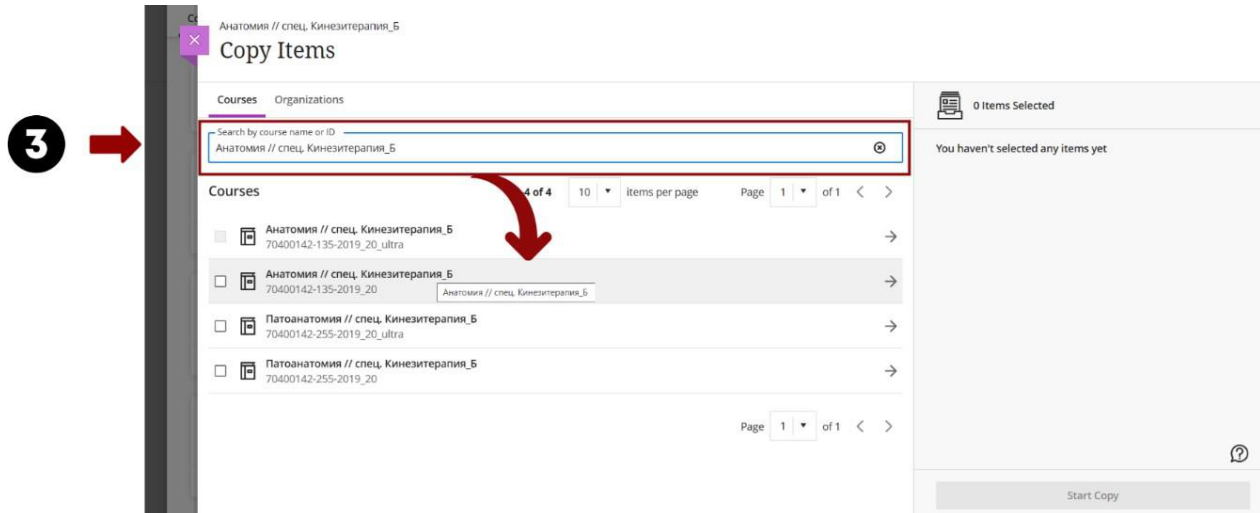 Анатомия // спец. Кинезитерапия_Б
Copy Items
Courses Organizations
0 Items Selected
3
Search by course name or ID
Анатомия // спец. Кинезитерапия_Б
You haven't selected any items yet
Courses 4 of 4 10 items per page Page 1 of 1
Анатомия // спец. Кинезитерапия_Б
70400142-135-2019_20_ultra
Анатомия // спец. Кинезитерапия_Б
70400142-135-2019_20
Анатомия // спец. Кинезитерапия_Б
Патоанатомия // спец. Кинезитерапия_Б
70400142-255-2019_20_ultra
Патоанатомия // спец. Кинезитерапия_Б
70400142-255-2019_20
Page 1 of 1
Start Copy